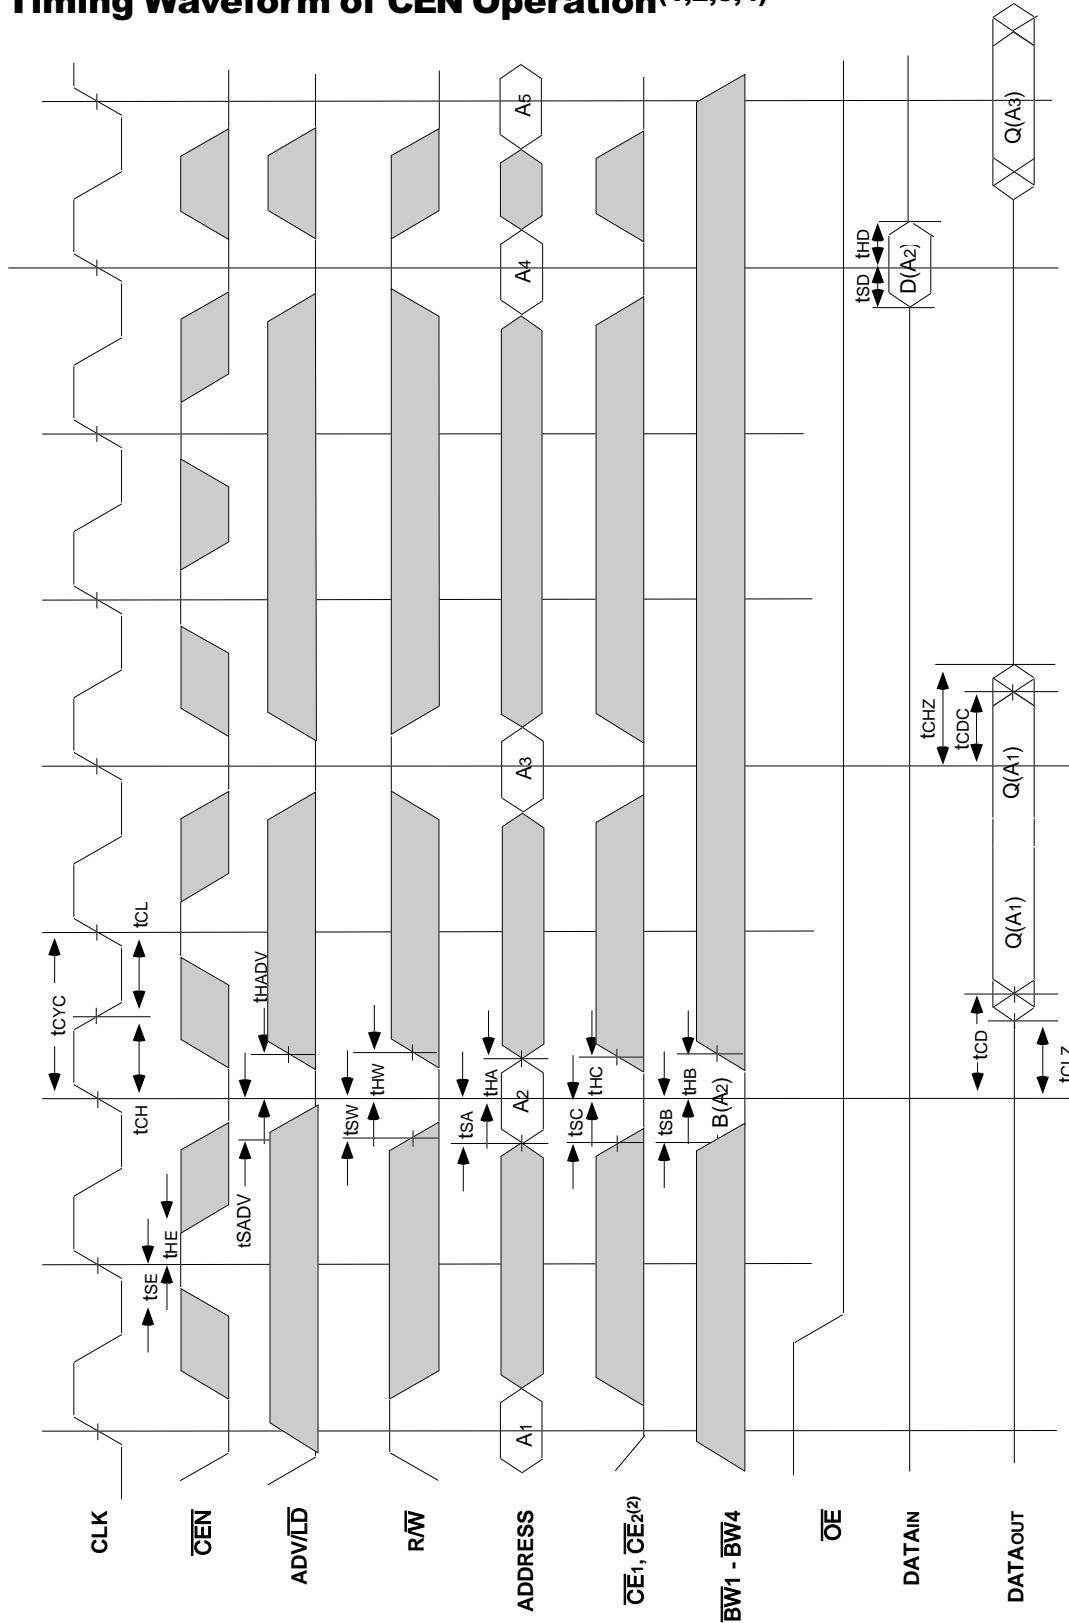 Timing Waveform of CEN Operation
CLK
tCYC
tCH
tCL
CEN
tSE
tHE
ADV/LD
tSADV
tHADV
R/W
tSW
tHW
ADDRESS
A1
tSA
A2
tHA
A3
A4
A5
CE1, CE2(2)
tSC
tHC
BW1 - BW4
tSB
B(A2)
tHB
OE
DATAIN
tSD
tHD
D(A2)
DATAOUT
tCD
tCLZ
Q(A1)
Q(A1)
tCHZ
tCDC
Q(A3)